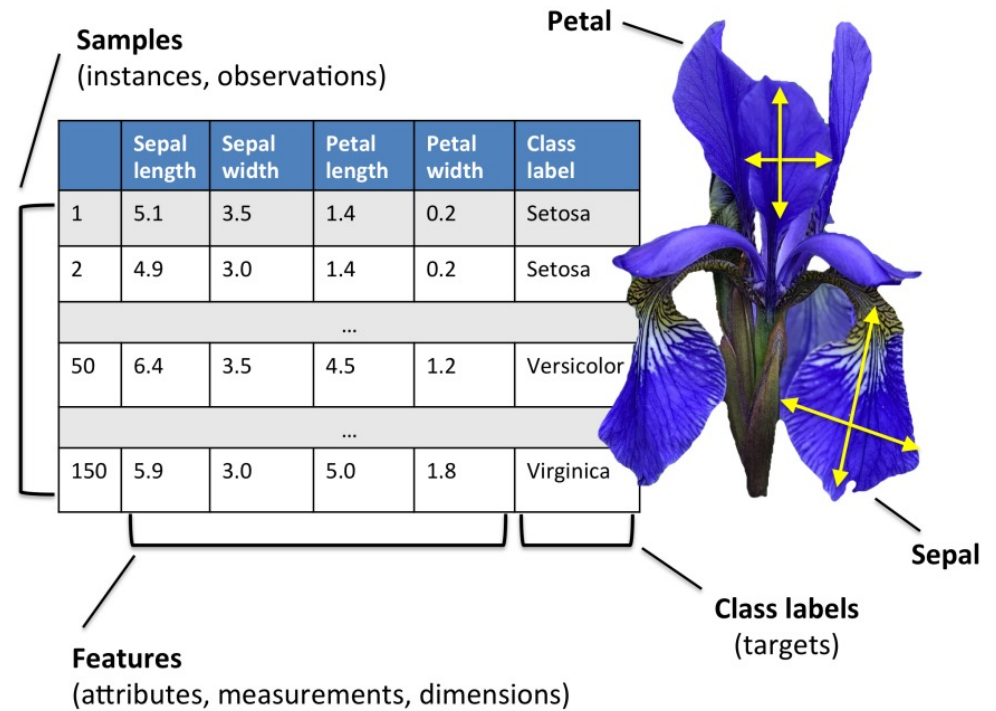 Samples
(instances, observations)
Petal
Sepal length Sepal width Petal length Petal width Class label
1 5.1 3.5 1.4 0.2 Setosa
2 4.9 3.0 1.4 0.2 Setosa
...
50 6.4 3.5 4.5 1.2 Versicolor
...
150 5.9 3.0 5.0 1.8 Virginica
Sepal
Class labels
(targets)
Features
(attributes, measurements, dimensions)